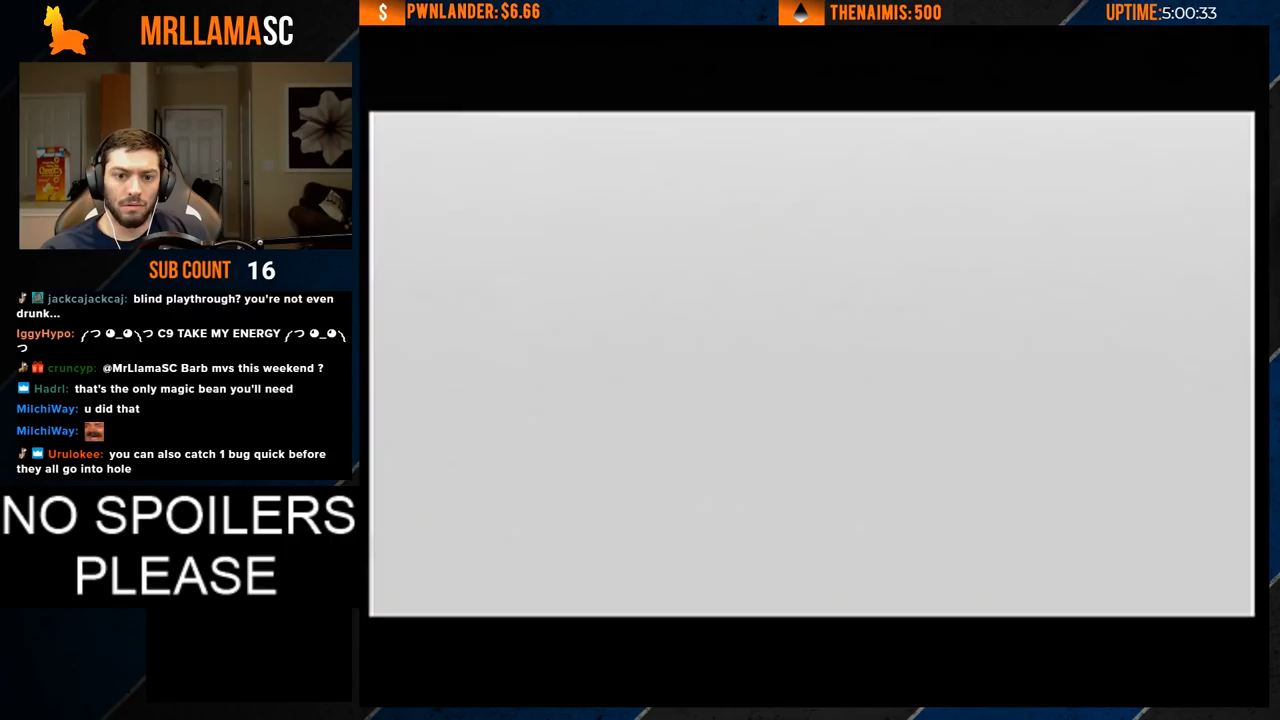 $ PWNLANDER: $6.66
THENAIMIS: 500
UPTIME:5:00:33
MRLLAMASC
SUB COUNT 16
jackcajackcaj: blind playthrough? you're not even
drunk...
IggyHypo: ༼つ ◕_◕༽つ C9 TAKE MY ENERGY ༼つ ◕_◕༽
つ
cruncyp: @MrLlamaSC Barb mvs this weekend ?
Hadrl: that's the only magic bean you'll need
MilchiWay: u did that
MilchiWay:
Urulokee: you can also catch 1 bug quick before
they all go into hole
NO SPOILERS
PLEASE